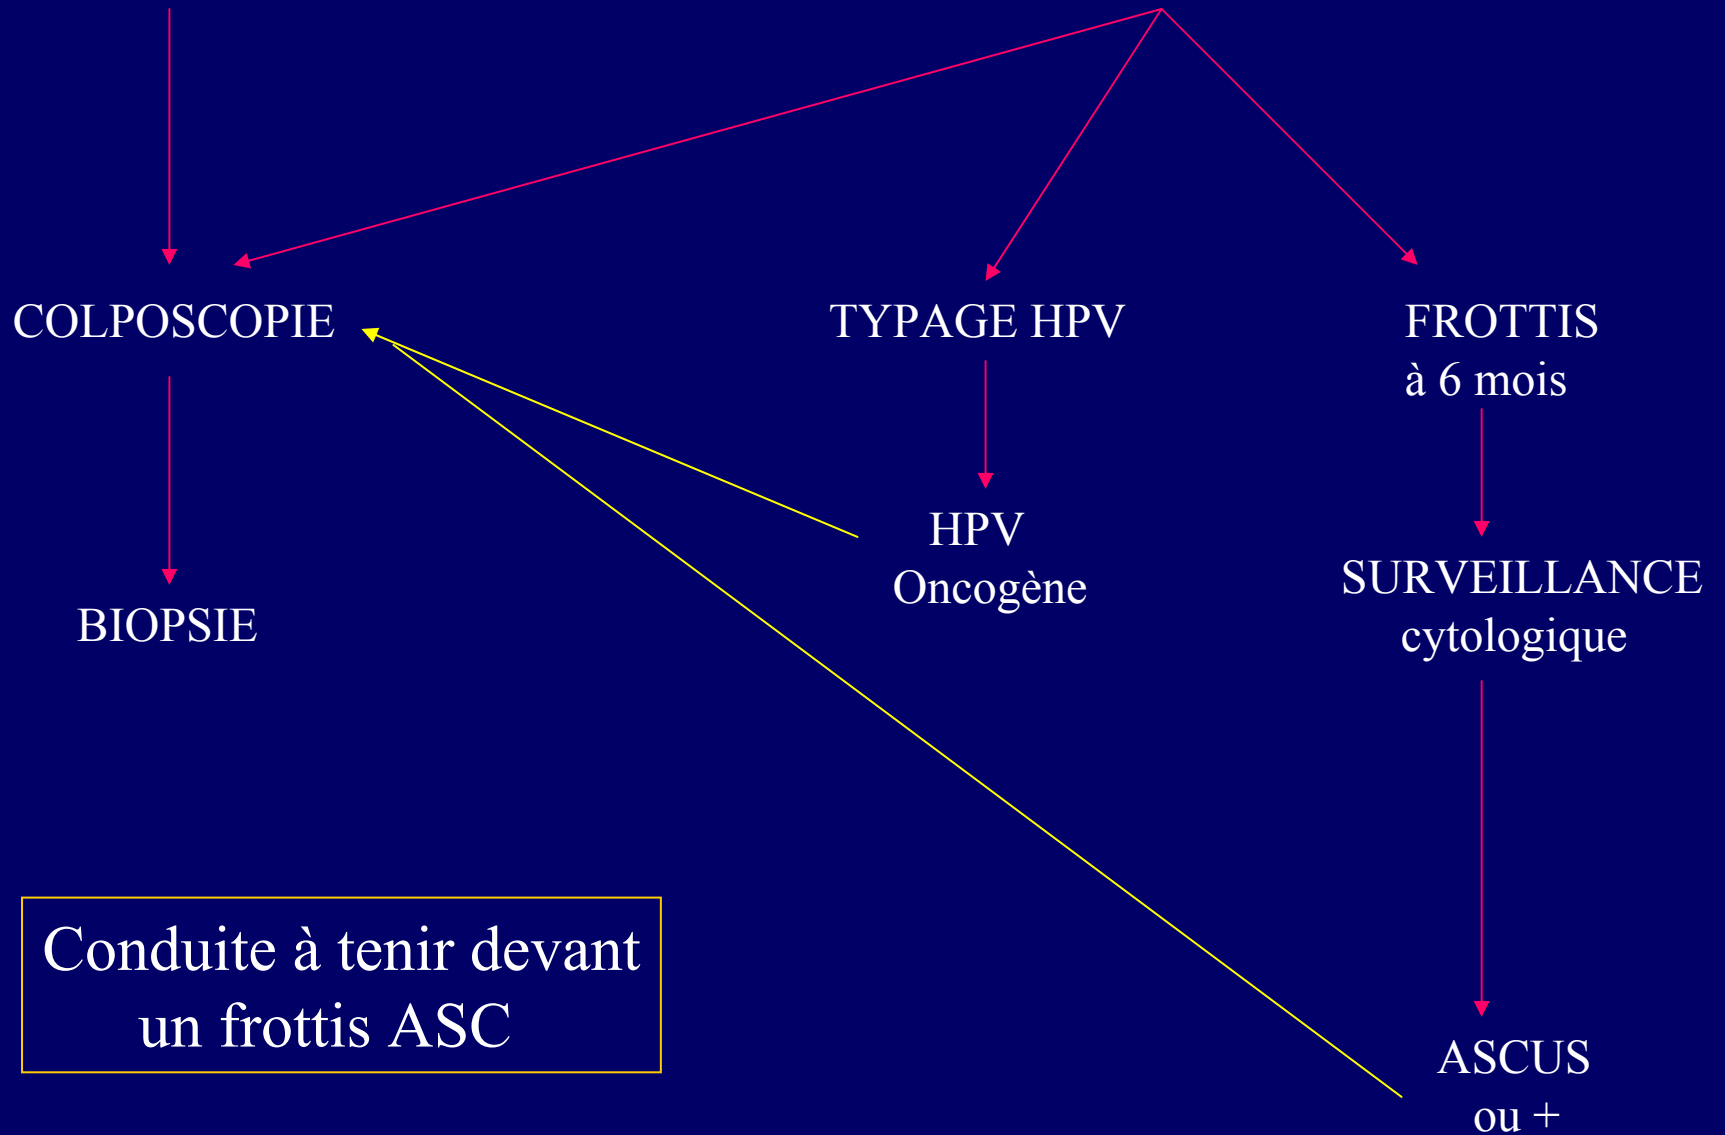 COLPOSCOPIE
TYPAGE HPV
FROTTIS
à 6 mois
HPV
Oncogène
SURVEILLANCE
cytologique
BIOPSIE
Conduite à tenir devant
un frottis ASC
ASCUS
ou +